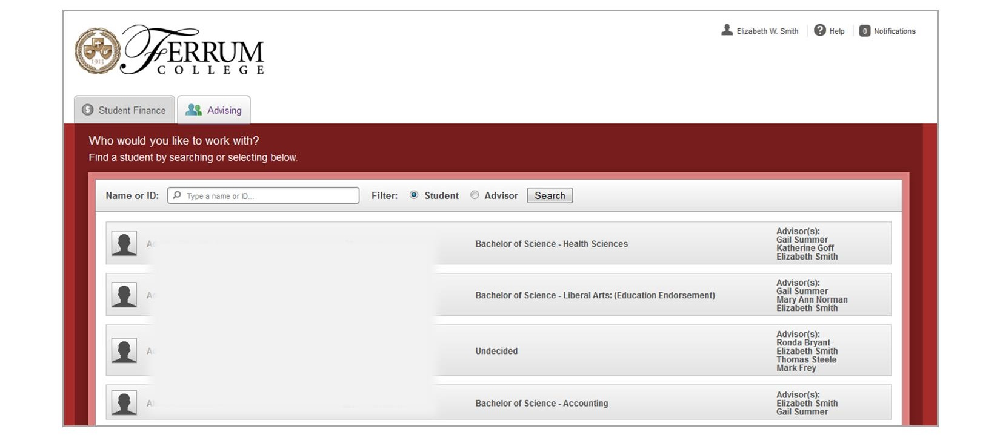 1913
FERRUM
COLLEGE
Elizabeth W. Smith
Help
0 Notifications
Student Finance
Advising
Who would you like to work with?
Find a student by searching or selecting below.
Name or ID: Type a name or ID... Filter: Student Advisor Search
Bachelor of Science - Health Sciences
Advisor(s):
Gail Summer
Katherine Goff
Elizabeth Smith
Bachelor of Science - Liberal Arts: (Education Endorsement)
Advisor(s):
Gail Summer
Mary Ann Norman
Elizabeth Smith
Undecided
Advisor(s):
Ronda Bryant
Elizabeth Smith
Thomas Steele
Mark Frey
Bachelor of Science - Accounting
Advisor(s):
Elizabeth Smith
Gail Summer